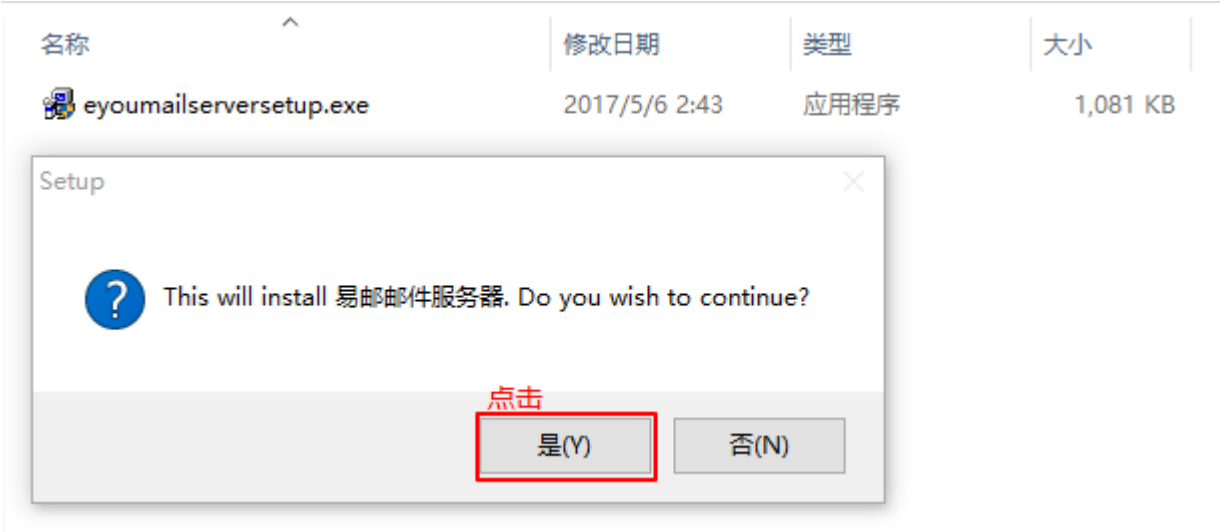 名称 修改日期 类型 大小
eyoumailserversetup.exe 2017/5/6 2:43 应用程序 1,081 KB
Setup
This will install 易邮邮件服务器. Do you wish to continue?
点击
是(Y) 否(N)